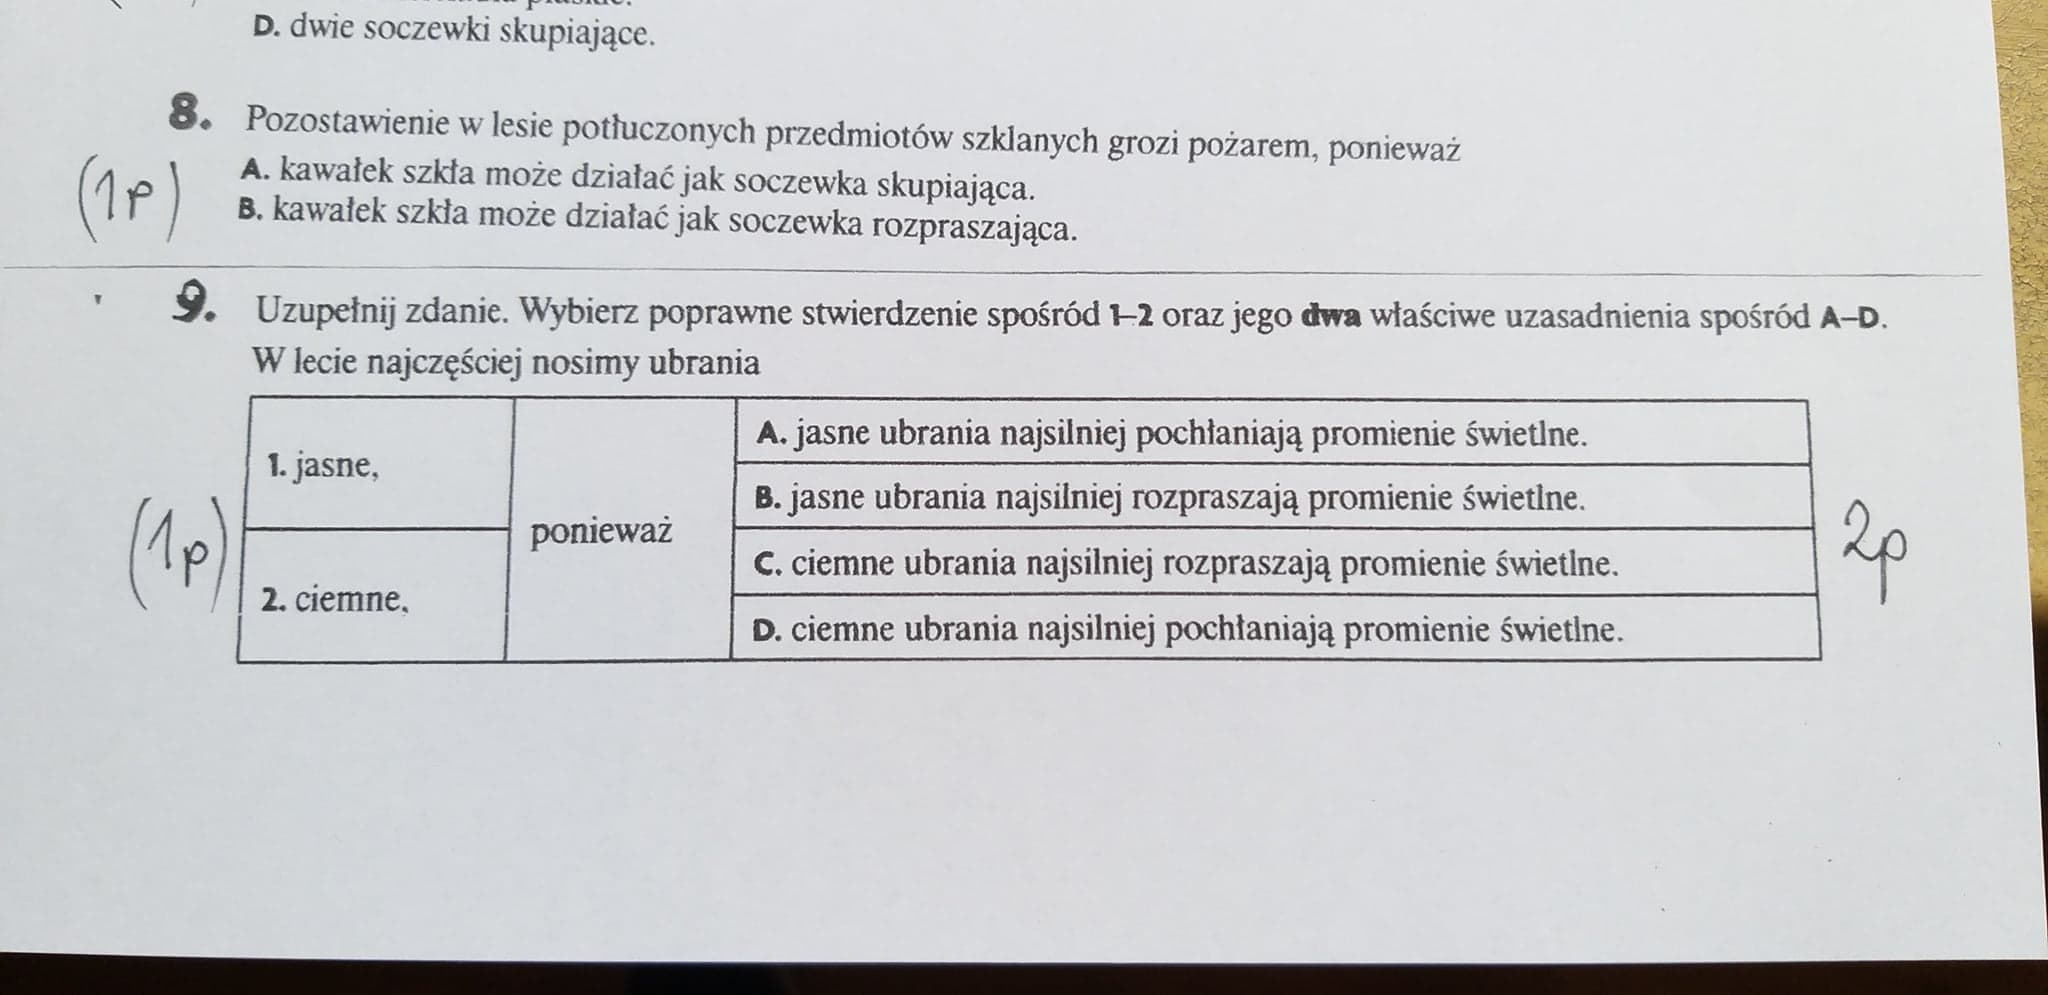 D. dwie soczewki skupiające.
8. Pozostawienie w lesie potłuczonych przedmiotów szklanych grozi pożarem, ponieważ
(1p)
A. kawałek szkła może działać jak soczewka skupiająca.
B. kawałek szkła może działać jak soczewka rozpraszająca.
9. Uzupełnij zdanie. Wybierz poprawne stwierdzenie spośród 1–2 oraz jego dwa właściwe uzasadnienia spośród A–D.
W lecie najczęściej nosimy ubrania
(1p)
1. jasne,
2. ciemne,
ponieważ
A. jasne ubrania najsilniej pochłaniają promienie świetlne.
B. jasne ubrania najsilniej rozpraszają promienie świetlne.
C. ciemne ubrania najsilniej rozpraszają promienie świetlne.
D. ciemne ubrania najsilniej pochłaniają promienie świetlne.
2p